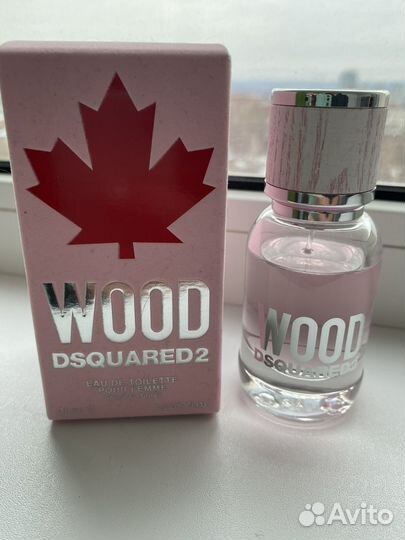 WOOD
DSQUARED2
EAU DE TOILETTE
POUR FEMME
WOOD
DSQUARED2
Avito